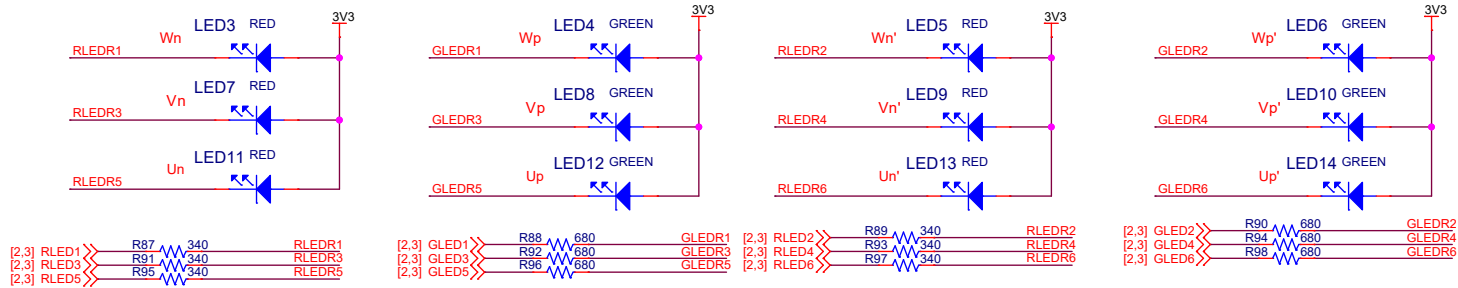 LED3 RED 3V3
Wn
RLEDR1
LED7 RED
Vn
RLEDR3
LED11 RED
Un
RLEDR5
[2,3] RLED1 R87 340 RLEDR1
[2,3] RLED3 R91 340 RLEDR3
[2,3] RLED5 R95 340 RLEDR5
LED4 GREEN 3V3
Wp
GLEDR1
LED8 GREEN
Vp
GLEDR3
LED12 GREEN
Up
GLEDR5
[2,3] GLED1 R88 680 GLEDR1
[2,3] GLED3 R92 680 GLEDR3
[2,3] GLED5 R96 680 GLEDR5
LED5 RED 3V3
Wn'
RLEDR2
LED9 RED
Vn'
RLEDR4
LED13 RED
Un'
RLEDR6
[2,3] RLED2 R89 340 RLEDR2
[2,3] RLED4 R93 340 RLEDR4
[2,3] RLED6 R97 340 RLEDR6
LED6 GREEN 3V3
Wp'
GLEDR2
LED10 GREEN
Vp'
GLEDR4
LED14 GREEN
Up'
GLEDR6
[2,3] GLED2 R90 680 GLEDR2
[2,3] GLED4 R94 680 GLEDR4
[2,3] GLED6 R98 680 GLEDR6